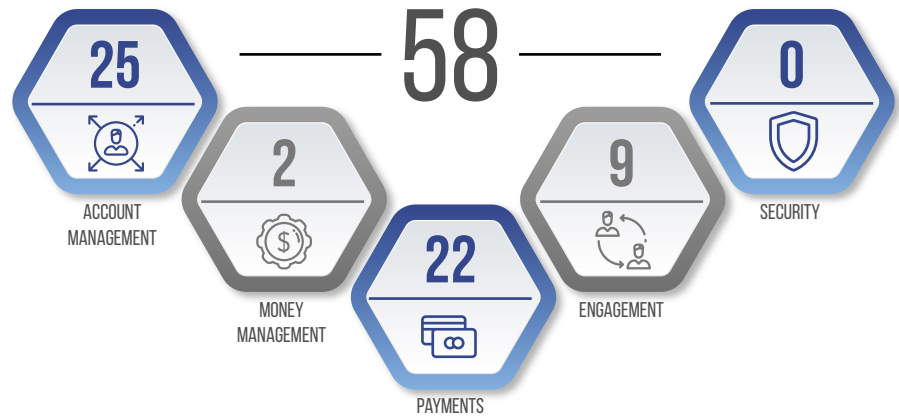 58
25
ACCOUNT
MANAGEMENT
2
$
MONEY
MANAGEMENT
22
PAYMENTS
9
ENGAGEMENT
0
SECURITY